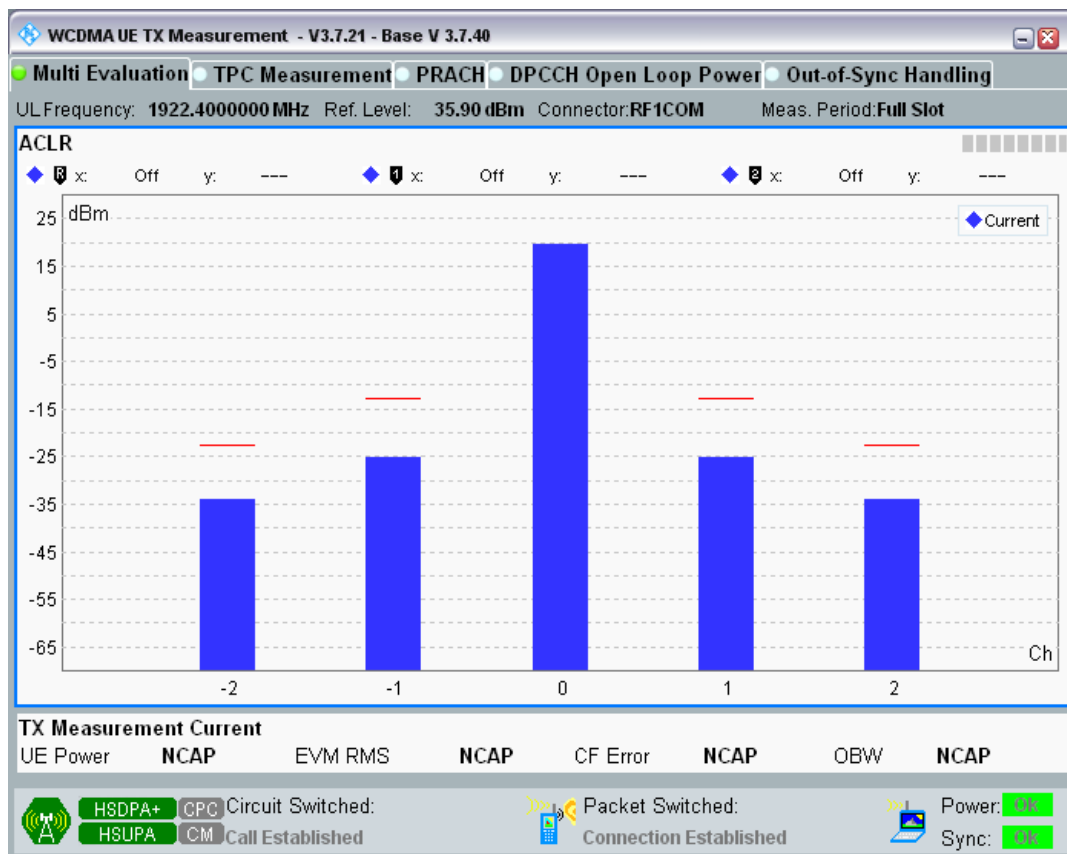 WCDMA UE TX Measurement - V3.7.21 - Base V 3.7.40
Multi Evaluation TPC Measurement PRACH DPCCH Open Loop Power Out-of-Sync Handling
UL Frequency: 1922.4000000 MHz Ref. Level: 35.90 dBm Connector:RF1COM Meas. Period:Full Slot
ACLR
R x: Off y: --- 1 x: Off y: --- 2 x: Off y: ---
dBm
Current
25
15
5
-5
-15
-25
-35
-45
-55
-65
Ch
-2 -1 0 1 2
TX Measurement Current
UE Power NCAP EVM RMS NCAP CF Error NCAP OBW NCAP
HSDPA+ CPC Circuit Switched: Packet Switched: Power: Ok
HSUPA CM Call Established Connection Established Sync: Ok